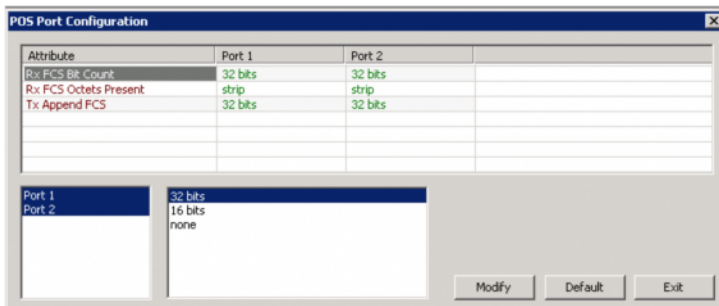 POS Port Configuration
Attribute Port 1 Port 2
Rx FCS Bit Count 32 bits 32 bits
Rx FCS Octets Present strip strip
Tx Append FCS 32 bits 32 bits
Port 1
Port 2
32 bits
16 bits
none
Modify Default Exit